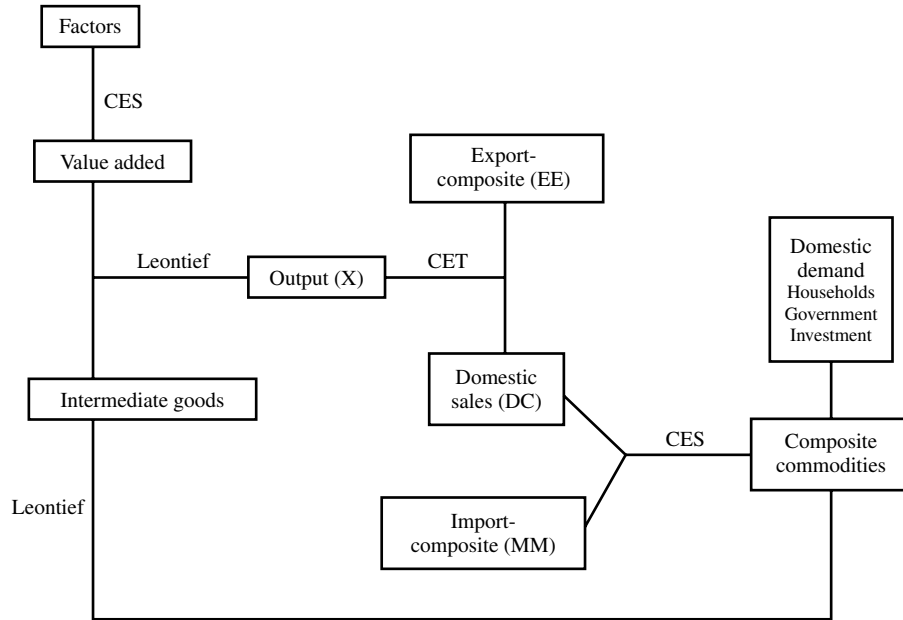 Factors
CES
Value added
Export-
composite (EE)
Leontief
Output (X)
CET
Domestic
demand
Households
Government
Investment
Intermediate goods
Domestic
sales (DC)
CES
Composite
commodities
Leontief
Import-
composite (MM)